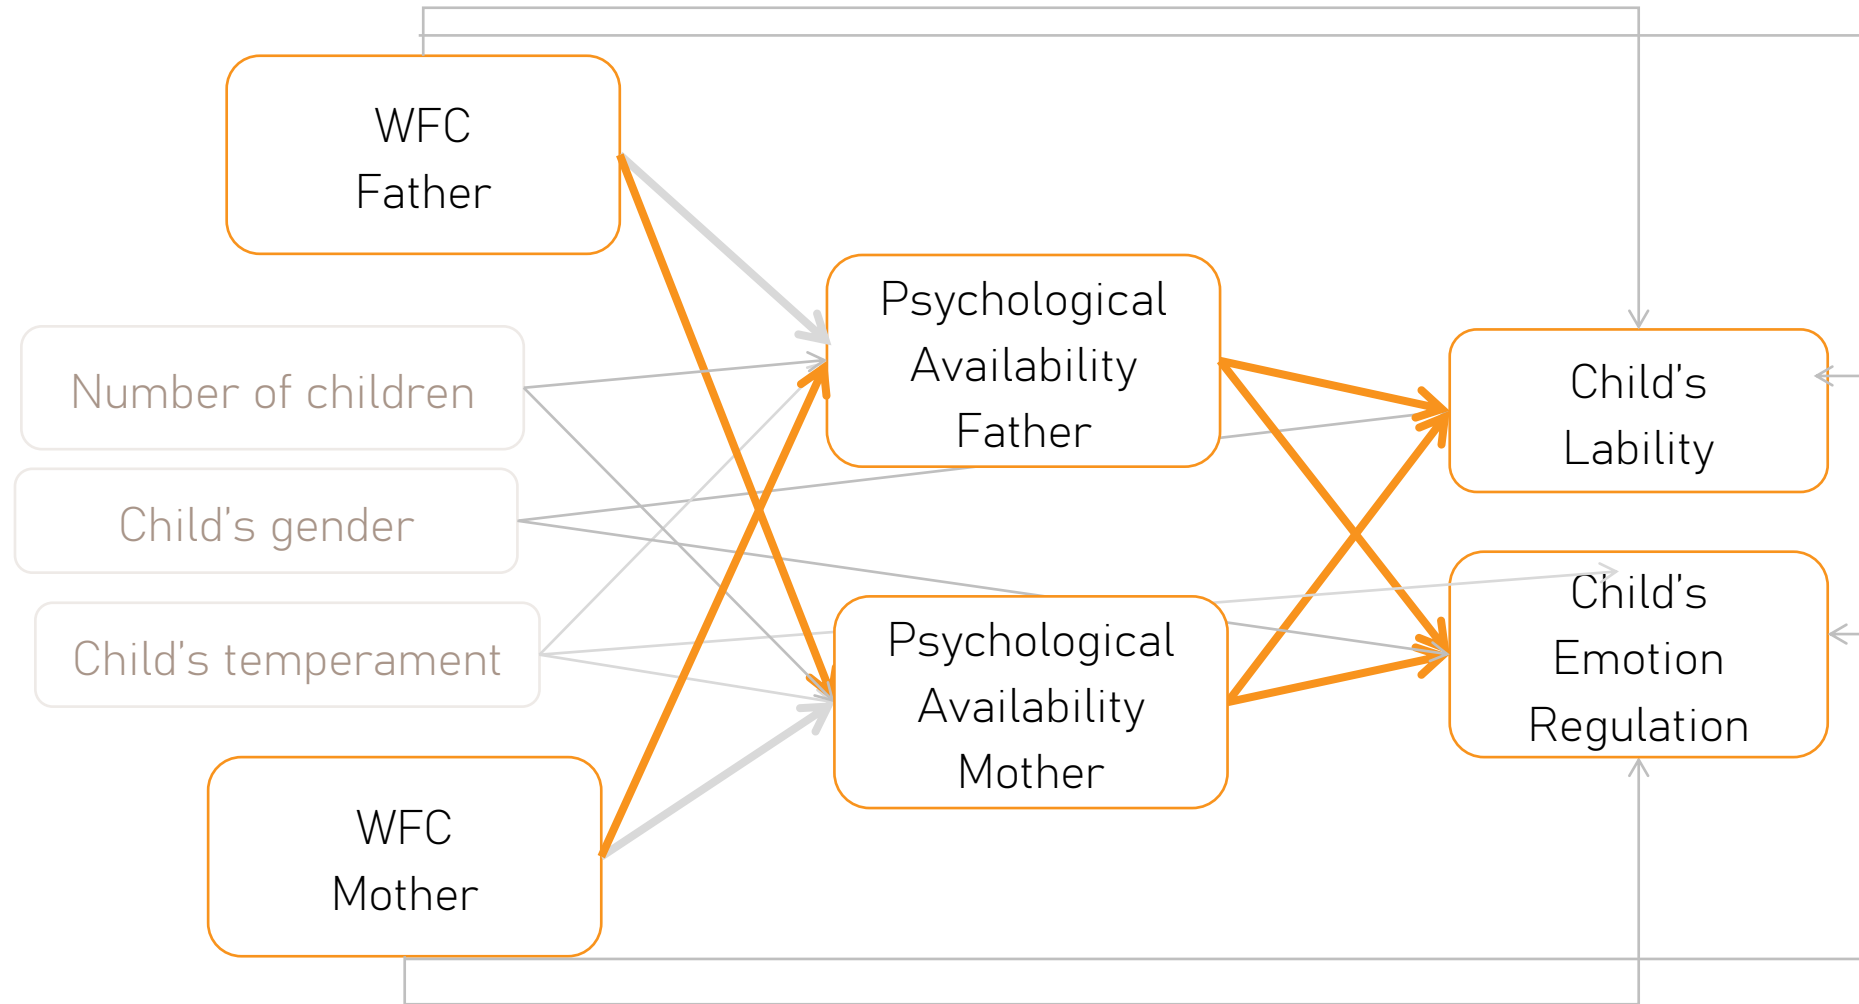 WFC
Father
Number of children
Child's gender
Child's temperament
WFC
Mother
Psychological
Availability
Father
Psychological
Availability
Mother
Child's
Lability
Child's
Emotion
Regulation